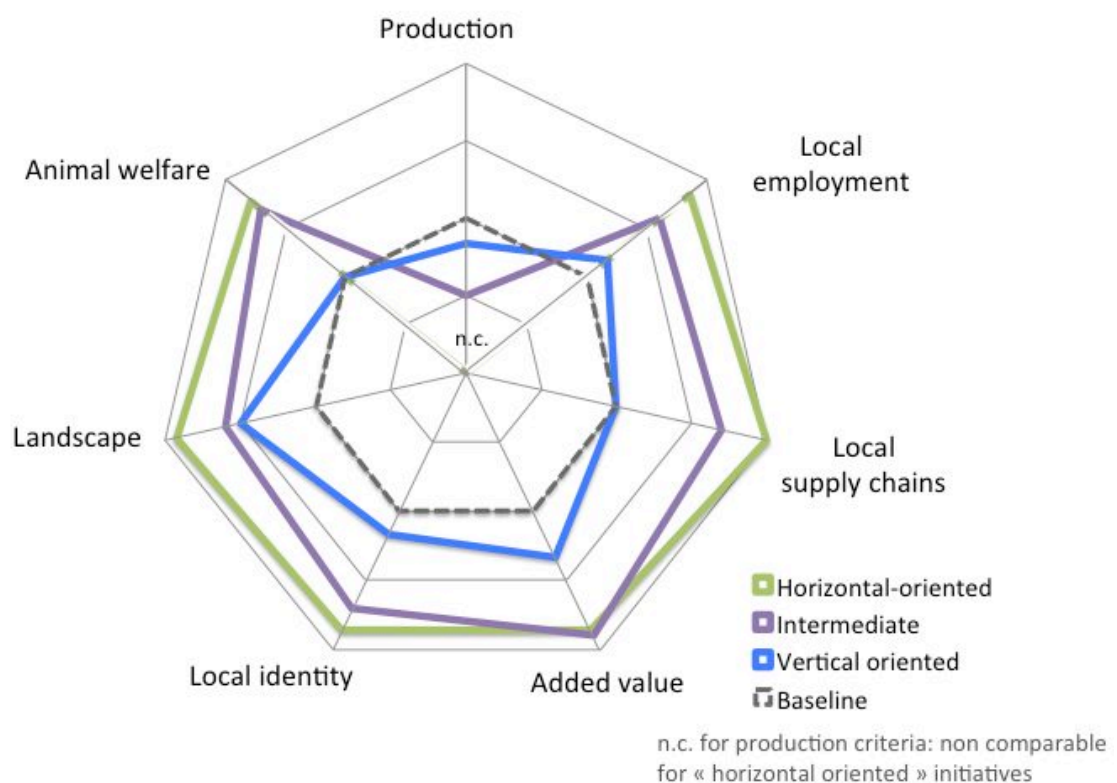 Production
Animal welfare
Local
employment
n.c.
Landscape
Local
supply chains
Local identity
Added value
Horizontal-oriented
Intermediate
Vertical oriented
Baseline
n.c. for production criteria: non comparable
for « horizontal oriented » initiatives